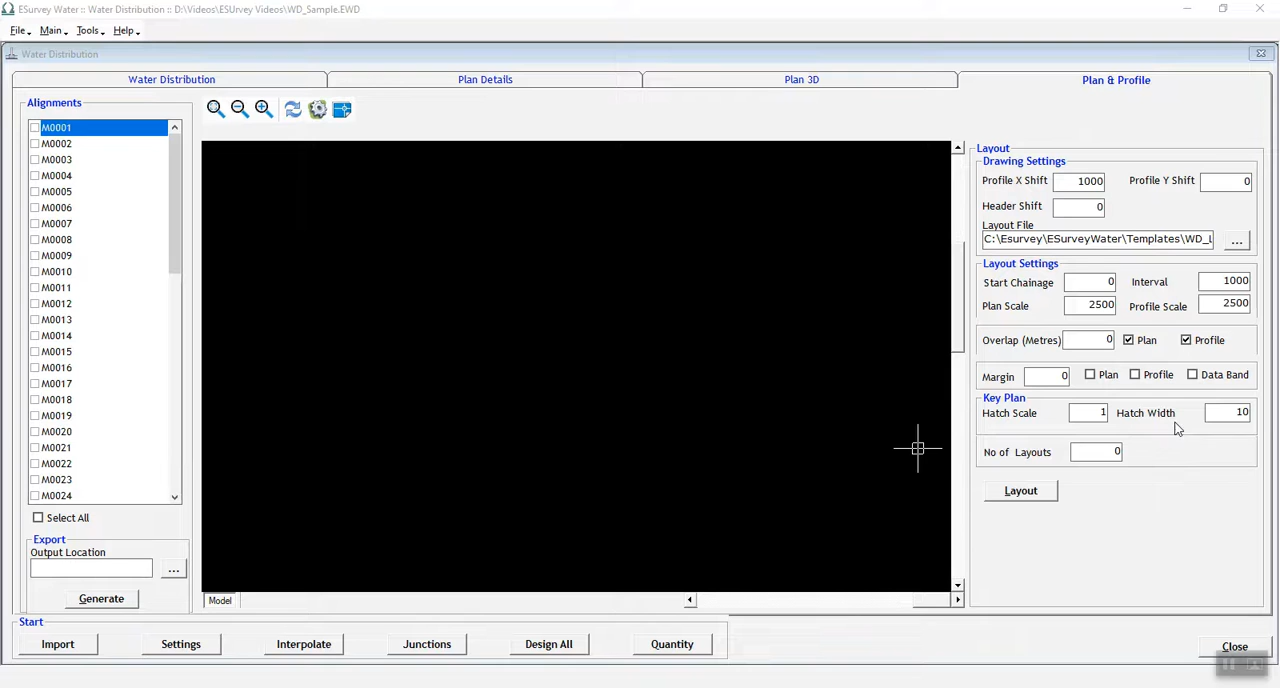 ESurvey Water :: Water Distribution :: D:\Videos\ESUrvey Videos\WD_Sample.EWD
File Main Tools Help
Water Distribution
Water Distribution Plan Details Plan 3D Plan & Profile
Alignments
M0001
M0002
M0003
M0004
M0005
M0006
M0007
M0008
M0009
M0010
M0011
M0012
M0013
M0014
M0015
M0016
M0017
M0018
M0019
M0020
M0021
M0022
M0023
M0024
Select All
Export
Output Location
...
Generate
Model
Layout
Drawing Settings
Profile X Shift 1000 Profile Y Shift 0
Header Shift 0
Layout File
C:\Esurvey\ESurveyWater\Templates\WD_L ...
Layout Settings
Start Chainage 0 Interval 1000
Plan Scale 2500 Profile Scale 2500
Overlap (Metres) 0 Plan Profile
Margin 0 Plan Profile Data Band
Key Plan
Hatch Scale 1 Hatch Width 10
No of Layouts 0
Layout
Start
Import Settings Interpolate Junctions Design All Quantity Close